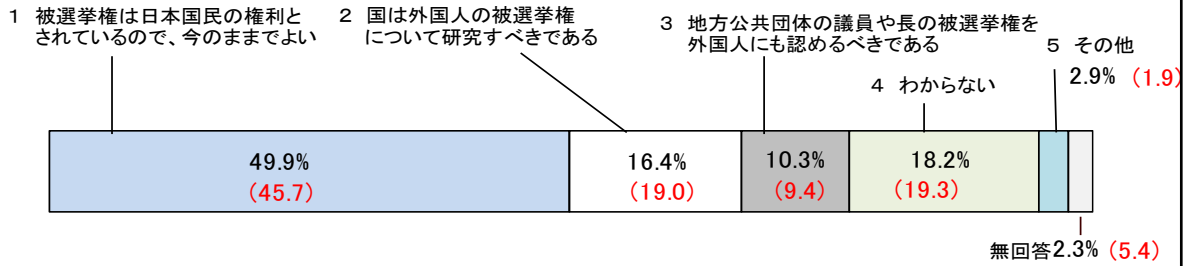 1 被選挙権は日本国民の権利と
されているので、今のままでよい
2 国は外国人の被選挙権
について研究すべきである
3 地方公共団体の議員や長の被選挙権を
外国人にも認めるべきである
4 わからない
5 その他
2.9% (1.9)
49.9%
(45.7)
16.4%
(19.0)
10.3%
(9.4)
18.2%
(19.3)
無回答2.3% (5.4)